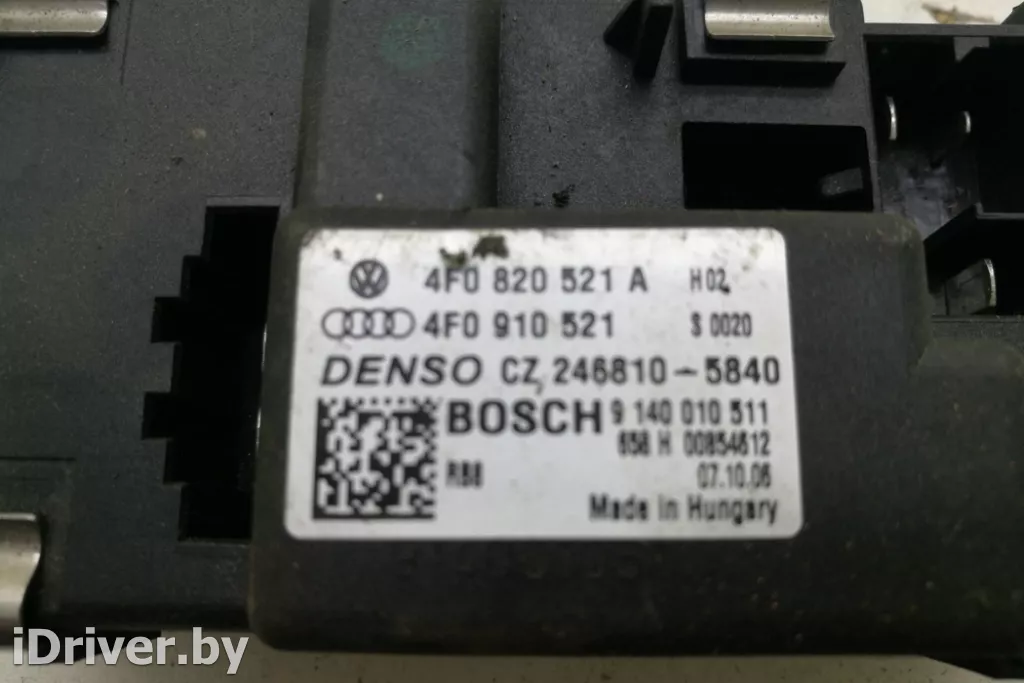 4F0 820 521 A H02
4F0 910 521 S 0020
DENSO CZ, 246810-5840
BOSCH 9 140 010 511
658 H 00854612
RB8 07.10.06
Made in Hungary
iDriver.by